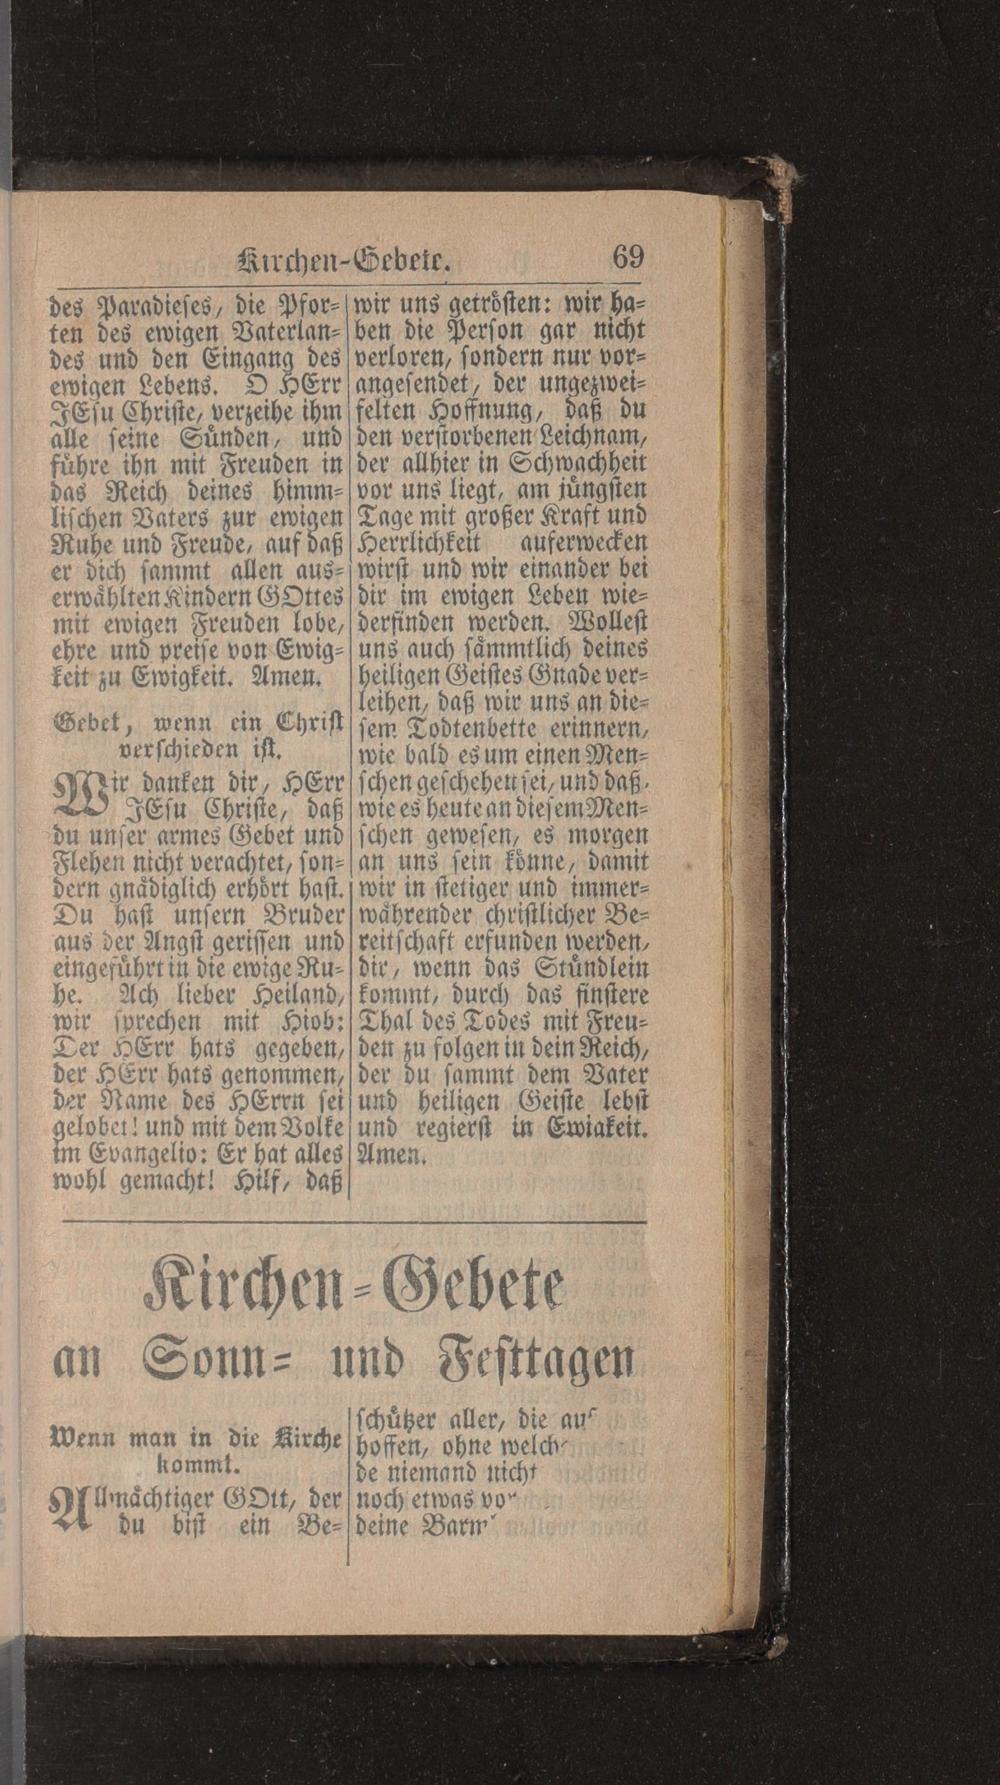 Kirchen-Gebete. 69
des Paradieses, die Pfor-
ten des ewigen Vaterlan-
des und den Eingang des
ewigen Lebens. O HErr
JEsu Christe, verzeihe ihm
alle seine Sünden, und
führe ihn mit Freuden in
das Reich deines himm-
lischen Vaters zur ewigen
Ruhe und Freude, auf daß
er dich sammt allen aus-
erwählten Kindern GOttes
mit ewigen Freuden lobe,
ehre und preise von Ewig-
keit zu Ewigkeit. Amen.
Gebet, wenn ein Christ
verschieden ist.
Wir danken dir, HErr
JEsu Christe, daß
du unser armes Gebet und
Flehen nicht verachtet, son-
dern gnädiglich erhört hast.
Du hast unsern Bruder
aus der Angst gerissen und
eingeführt in die ewige Ru-
he. Ach lieber Heiland,
wir sprechen mit Hiob:
Der HErr hats gegeben,
der HErr hats genommen,
der Name des HErrn sei
gelobet! und mit dem Volke
im Evangelio: Er hat alles
wohl gemacht! Hilf, daß
wir uns getrösten: wir ha-
ben die Person gar nicht
verloren, sondern nur vor-
angesendet, der ungezwei-
felten Hoffnung, daß du
den verstorbenen Leichnam,
der allhier in Schwachheit
vor uns liegt, am jüngsten
Tage mit großer Kraft und
Herrlichkeit auferwecken
wirst und wir einander bei
dir im ewigen Leben wie-
derfinden werden. Wollest
uns auch sämmtlich deines
heiligen Geistes Gnade ver-
leihen, daß wir uns an die-
sem Todtenbette erinnern,
wie bald es um einen Men-
schen geschehen sei, und daß,
wie es heute an diesem Men-
schen gewesen, es morgen
an uns sein könne, damit
wir in stetiger und immer-
währender christlicher Be-
reitschaft erfunden werden,
dir, wenn das Stündlein
kommt, durch das finstere
Thal des Todes mit Freu-
den zu folgen in dein Reich,
der du sammt dem Vater
und heiligen Geiste lebst
und regierst in Ewigkeit.
Amen.
Kirchen-Gebete
an Sonn- und Festtagen
Wenn man in die Kirche
kommt.
Allmächtiger GOtt, der
du bist ein Be-
schützer aller, die
hoffen, ohne
de niemand nicht
noch etwas
deine